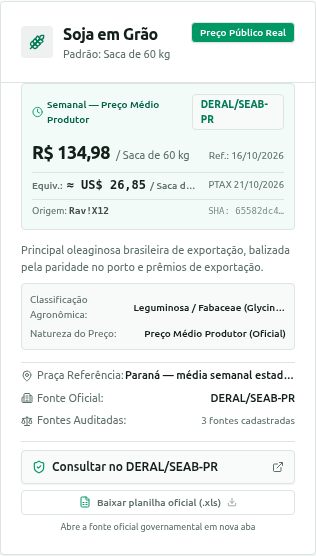 Soja em Grão
Preço Público Real
Padrão: Saca de 60 kg
Semanal — Preço Médio
Produtor
DERAL/SEAB-
PR
R$ 134,98 / Saca de 60 kg
Ref.: 16/10/2026
Equiv.: ≈ US$ 26,85 / Saca d...
PTAX 21/10/2026
Origem: Rav!X12
SHA: 65582dc4...
Principal oleaginosa brasileira de exportação, balizada
pela paridade no porto e prêmios de exportação.
Classificação
Agronômica:
Leguminosa / Fabaceae (Glycin...
Natureza do Preço:
Preço Médio Produtor (Oficial)
Praça Referência: Paraná — média semanal estad...
Fonte Oficial:
DERAL/SEAB-PR
Fontes Auditadas:
3 fontes cadastradas
Consultar no DERAL/SEAB-PR
Baixar planilha oficial (.xls)
Abre a fonte oficial governamental em nova aba